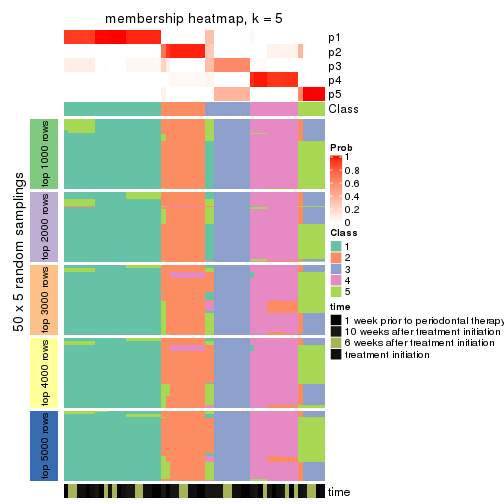 membership heatmap, k = 5
p1
p2
p3
p4
p5
Class
50 x 5 random samplings
top 1000 rows
top 2000 rows
top 3000 rows
top 4000 rows
top 5000 rows
time
Prob
1
0.8
0.6
0.4
0.2
0
Class
1
2
3
4
5
time
1 week prior to periodontal therapy
10 weeks after treatment initiation
6 weeks after treatment initiation
treatment initiation